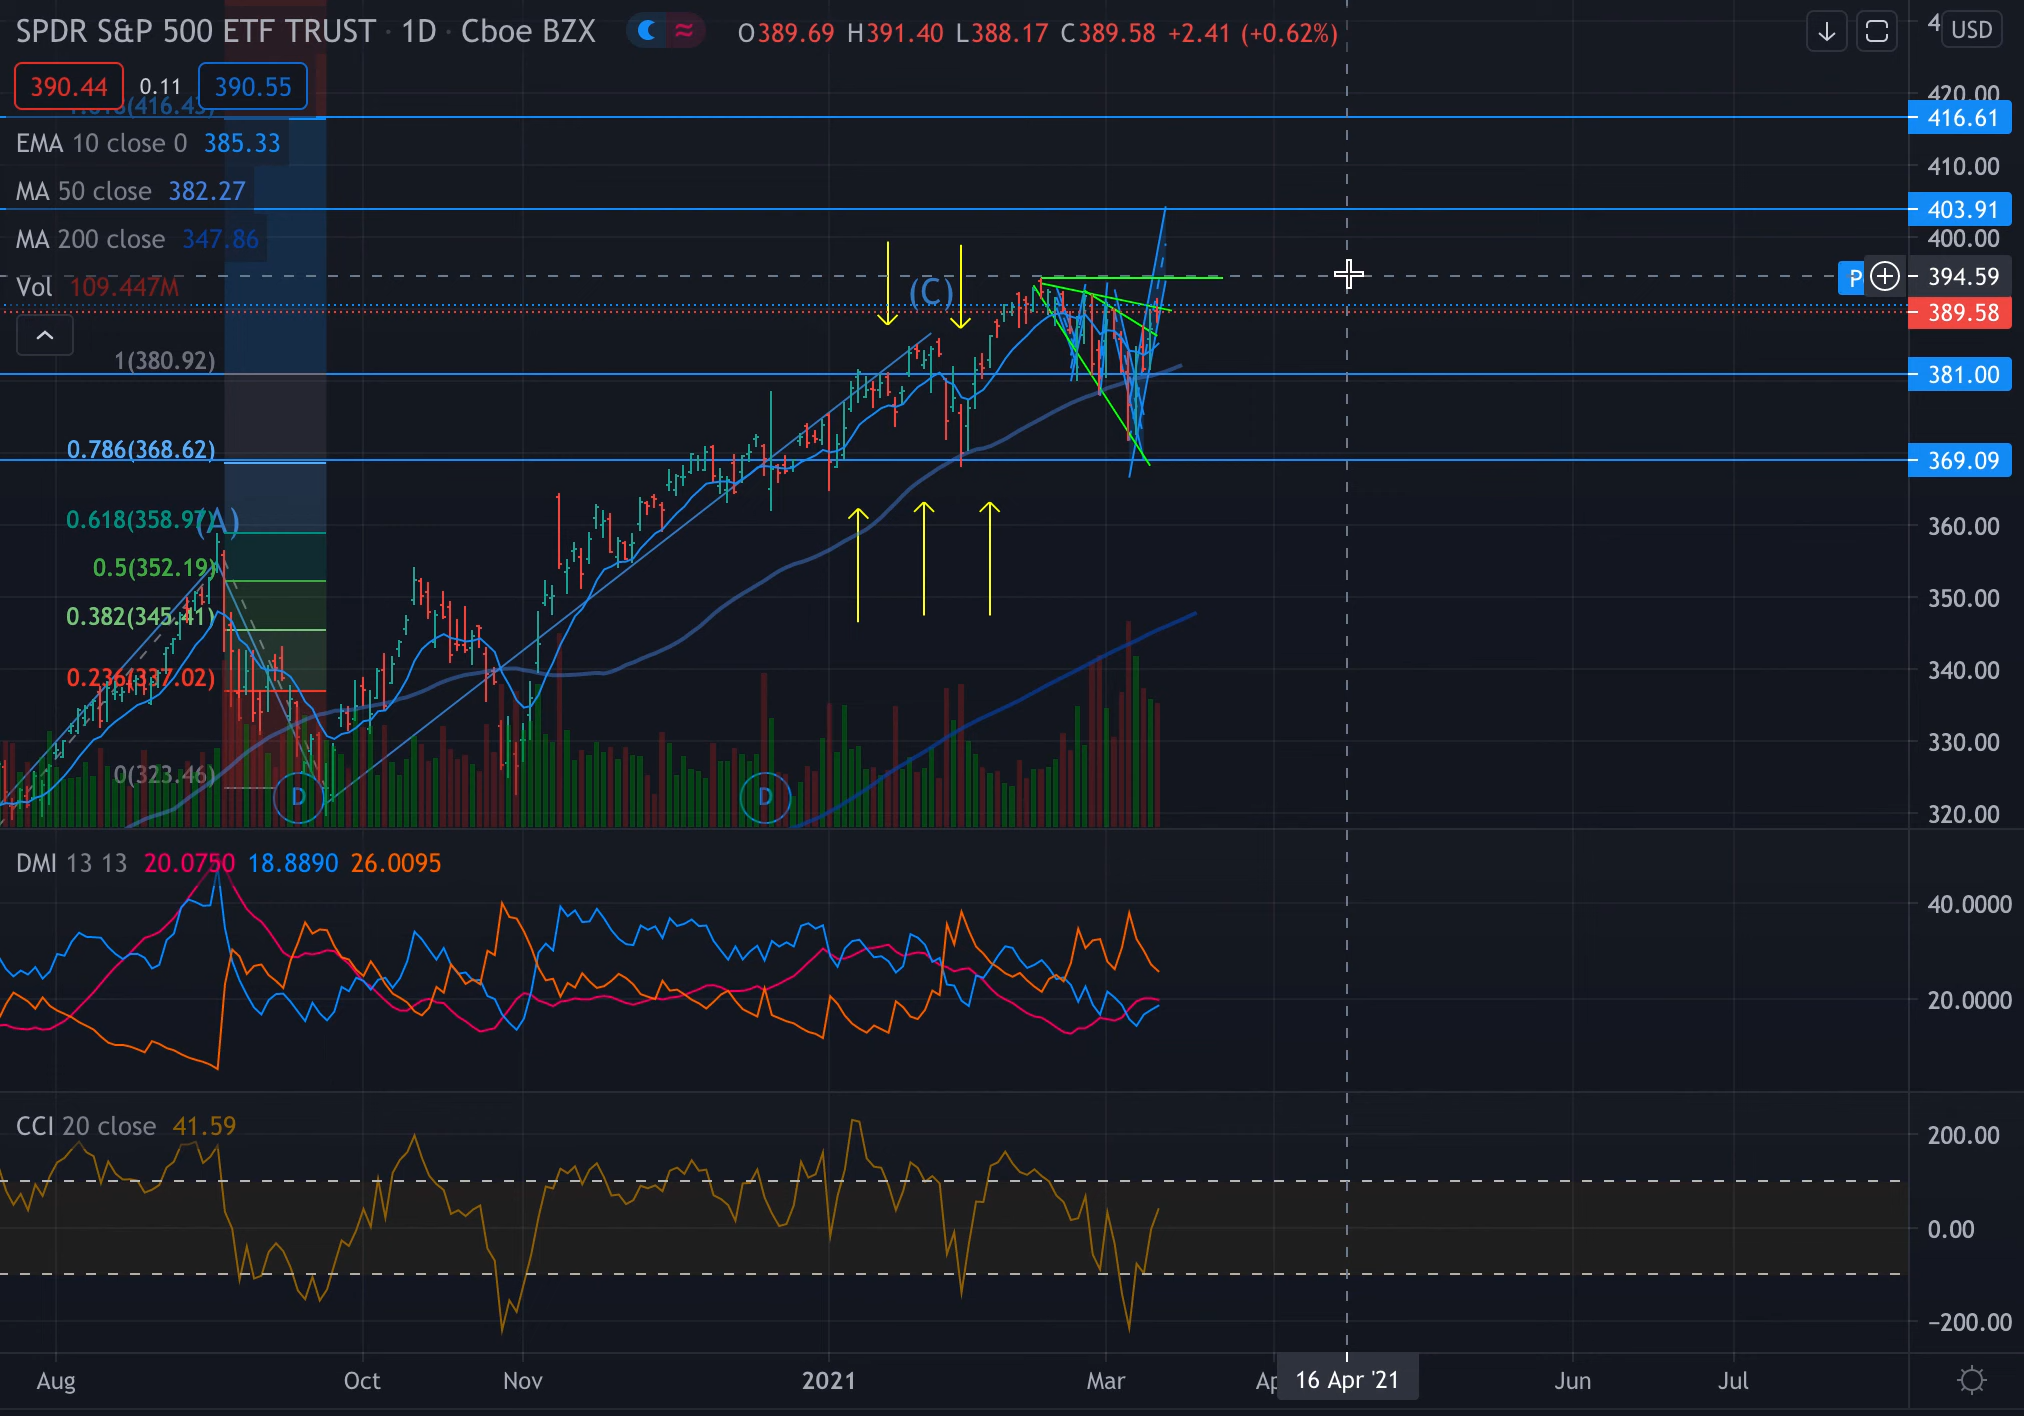 SPDR S&P 500 ETF TRUST · 1D · Cboe BZX O389.69 H391.40 L388.17 C389.58 +2.41 (+0.62%)
USD
390.44 0.11 390.55
1.618(416.43)
420.00
416.61
EMA 10 close 0 385.33
410.00
MA 50 close 382.27
403.91
MA 200 close 347.86
400.00
Vol 109.447M
(C)
P
394.59
389.58
1(380.92)
381.00
0.786(368.62)
369.09
0.618(358.97)
(A)
360.00
0.5(352.19)
350.00
0.382(345.41)
340.00
0.236(337.02)
330.00
0(323.46)
D
D
320.00
DMI 13 13 20.0750 18.8890 26.0095
40.0000
20.0000
CCI 20 close 41.59
200.00
0.00
−200.00
Aug Oct Nov 2021 Mar Ap 16 Apr '21 Jun Jul